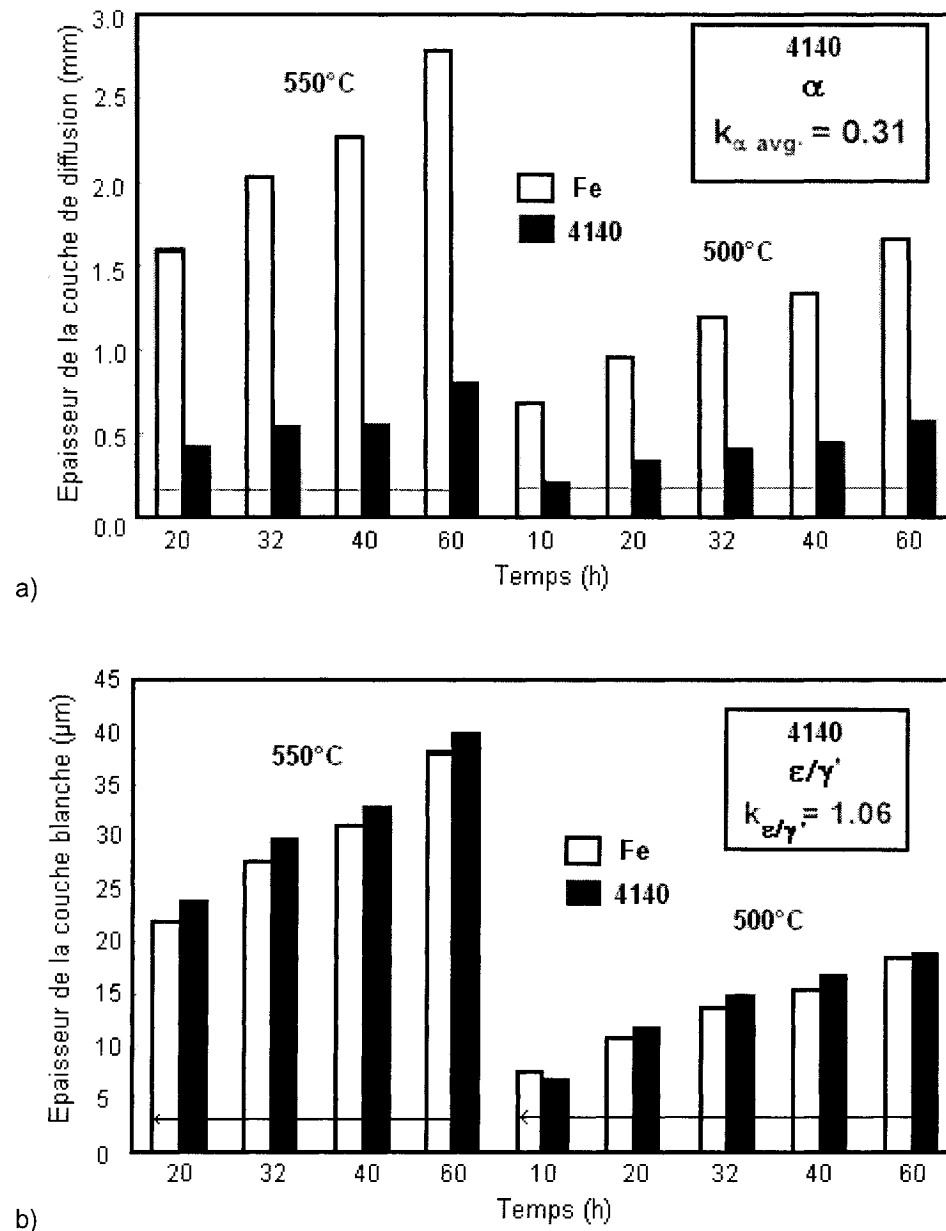 3.0
2.5
2.0
1.5
1.0
0.5
0.0
Epaisseur de la couche de diffusion (mm)
550°C
4140
α
kα avg. = 0.31
Fe
4140
500°C
20 32 40 60 10 20 32 40 60
Temps (h)
a)
45
40
35
30
25
20
15
10
5
0
Epaisseur de la couche blanche (µm)
550°C
4140
ε/γ'
kε/γ' = 1.06
Fe
4140
500°C
20 32 40 60 10 20 32 40 60
Temps (h)
b)